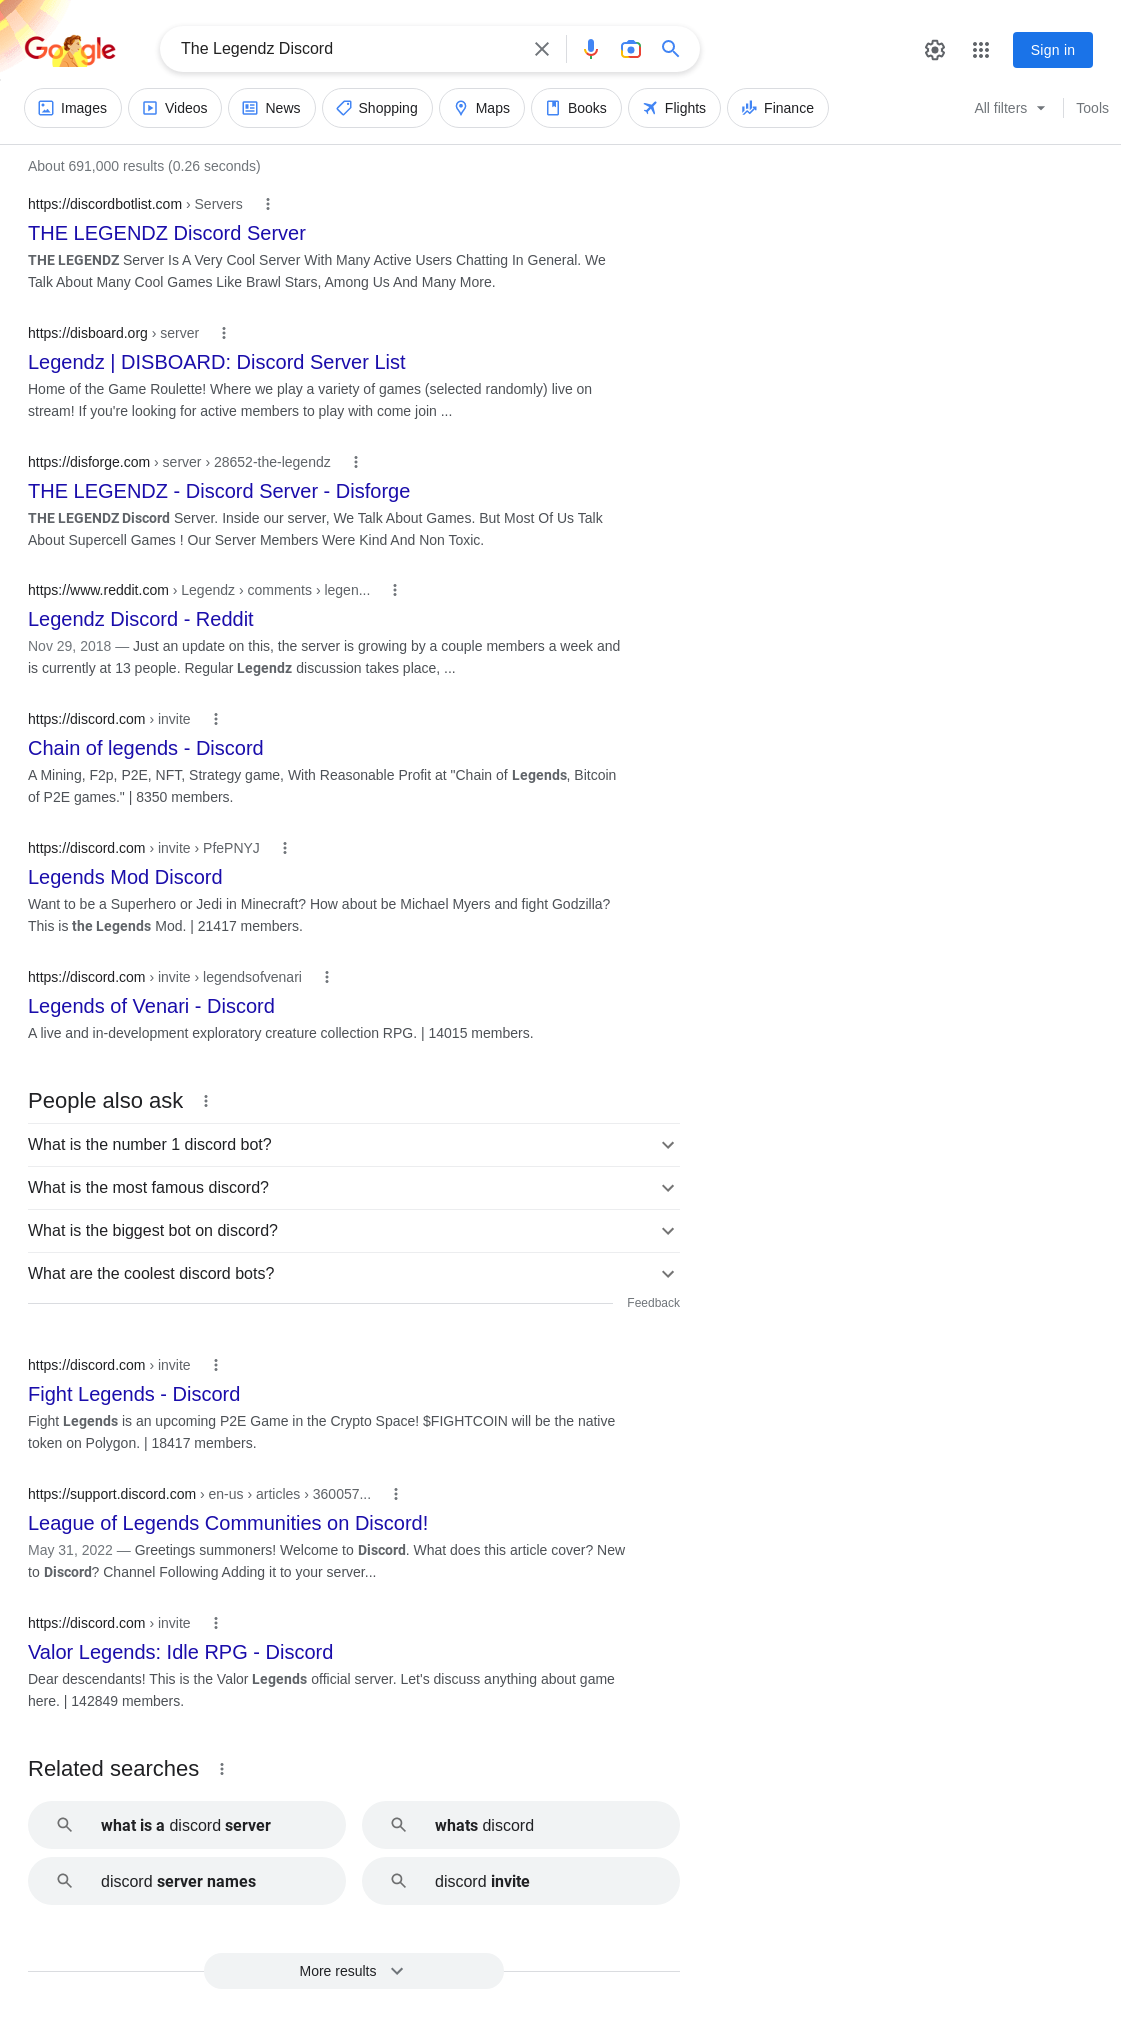 Google
The Legendz Discord
Sign in
Images
Videos
News
Shopping
Maps
Books
Flights
Finance
All filters
Tools
About 691,000 results (0.26 seconds)
https://discordbotlist.com › Servers
THE LEGENDZ Discord Server
THE LEGENDZ Server Is A Very Cool Server With Many Active Users Chatting In General. We
Talk About Many Cool Games Like Brawl Stars, Among Us And Many More.
https://disboard.org › server
Legendz | DISBOARD: Discord Server List
Home of the Game Roulette! Where we play a variety of games (selected randomly) live on
stream! If you're looking for active members to play with come join ...
https://disforge.com › server › 28652-the-legendz
THE LEGENDZ - Discord Server - Disforge
THE LEGENDZ Discord Server. Inside our server, We Talk About Games. But Most Of Us Talk
About Supercell Games ! Our Server Members Were Kind And Non Toxic.
https://www.reddit.com › Legendz › comments › legen...
Legendz Discord - Reddit
Nov 29, 2018 — Just an update on this, the server is growing by a couple members a week and
is currently at 13 people. Regular Legendz discussion takes place, ...
https://discord.com › invite
Chain of legends - Discord
A Mining, F2p, P2E, NFT, Strategy game, With Reasonable Profit at "Chain of Legends, Bitcoin
of P2E games." | 8350 members.
https://discord.com › invite › PfePNYJ
Legends Mod Discord
Want to be a Superhero or Jedi in Minecraft? How about be Michael Myers and fight Godzilla?
This is the Legends Mod. | 21417 members.
https://discord.com › invite › legendsofvenari
Legends of Venari - Discord
A live and in-development exploratory creature collection RPG. | 14015 members.
People also ask
What is the number 1 discord bot?
What is the most famous discord?
What is the biggest bot on discord?
What are the coolest discord bots?
Feedback
https://discord.com › invite
Fight Legends - Discord
Fight Legends is an upcoming P2E Game in the Crypto Space! $FIGHTCOIN will be the native
token on Polygon. | 18417 members.
https://support.discord.com › en-us › articles › 360057...
League of Legends Communities on Discord!
May 31, 2022 — Greetings summoners! Welcome to Discord. What does this article cover? New
to Discord? Channel Following Adding it to your server...
https://discord.com › invite
Valor Legends: Idle RPG - Discord
Dear descendants! This is the Valor Legends official server. Let's discuss anything about game
here. | 142849 members.
Related searches
what is a discord server
whats discord
discord server names
discord invite
More results